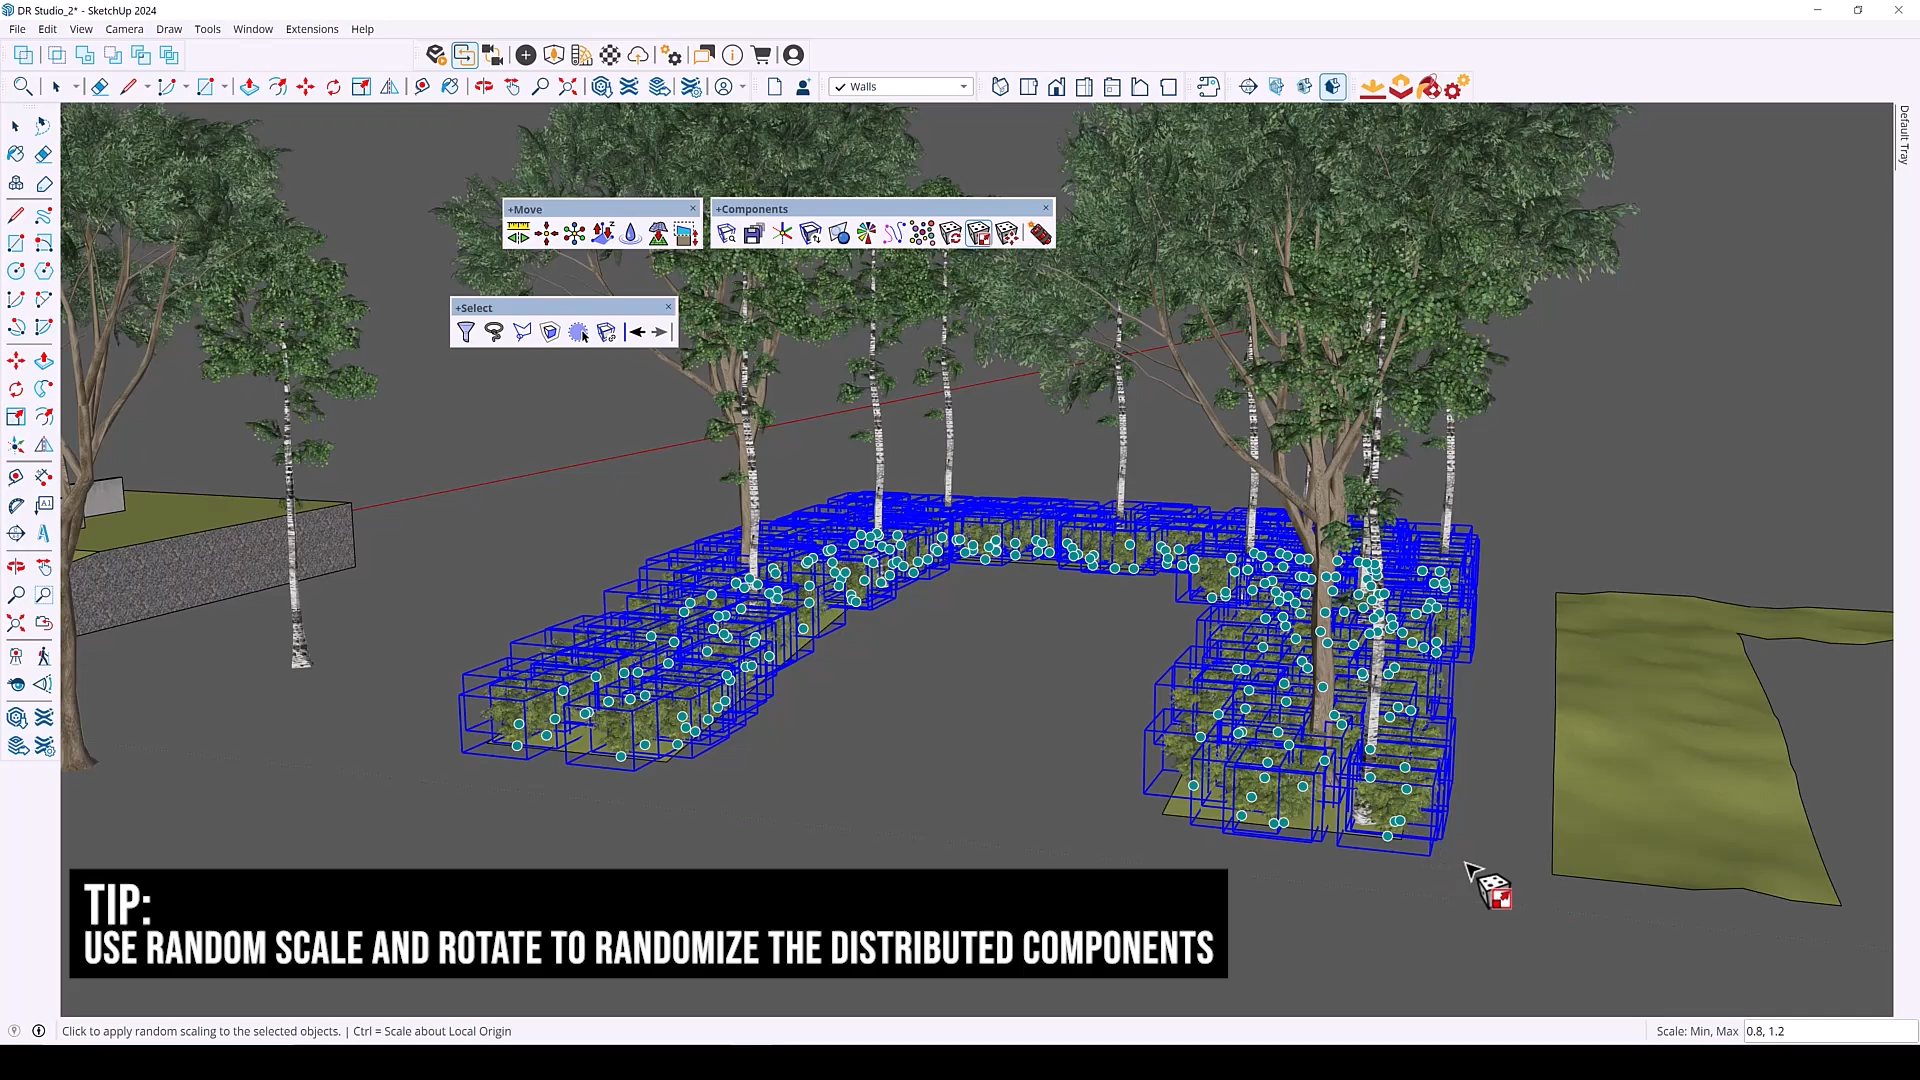 DR Studio_2* - SketchUp 2024
File Edit View Camera Draw Tools Window Extensions Help
Walls
Default Tray
+Move
+Components
+Select
A1
TIP:
USE RANDOM SCALE AND ROTATE TO RANDOMIZE THE DISTRIBUTED COMPONENTS
Click to apply random scaling to the selected objects. | Ctrl = Scale about Local Origin
Scale: Min, Max 0.8, 1.2